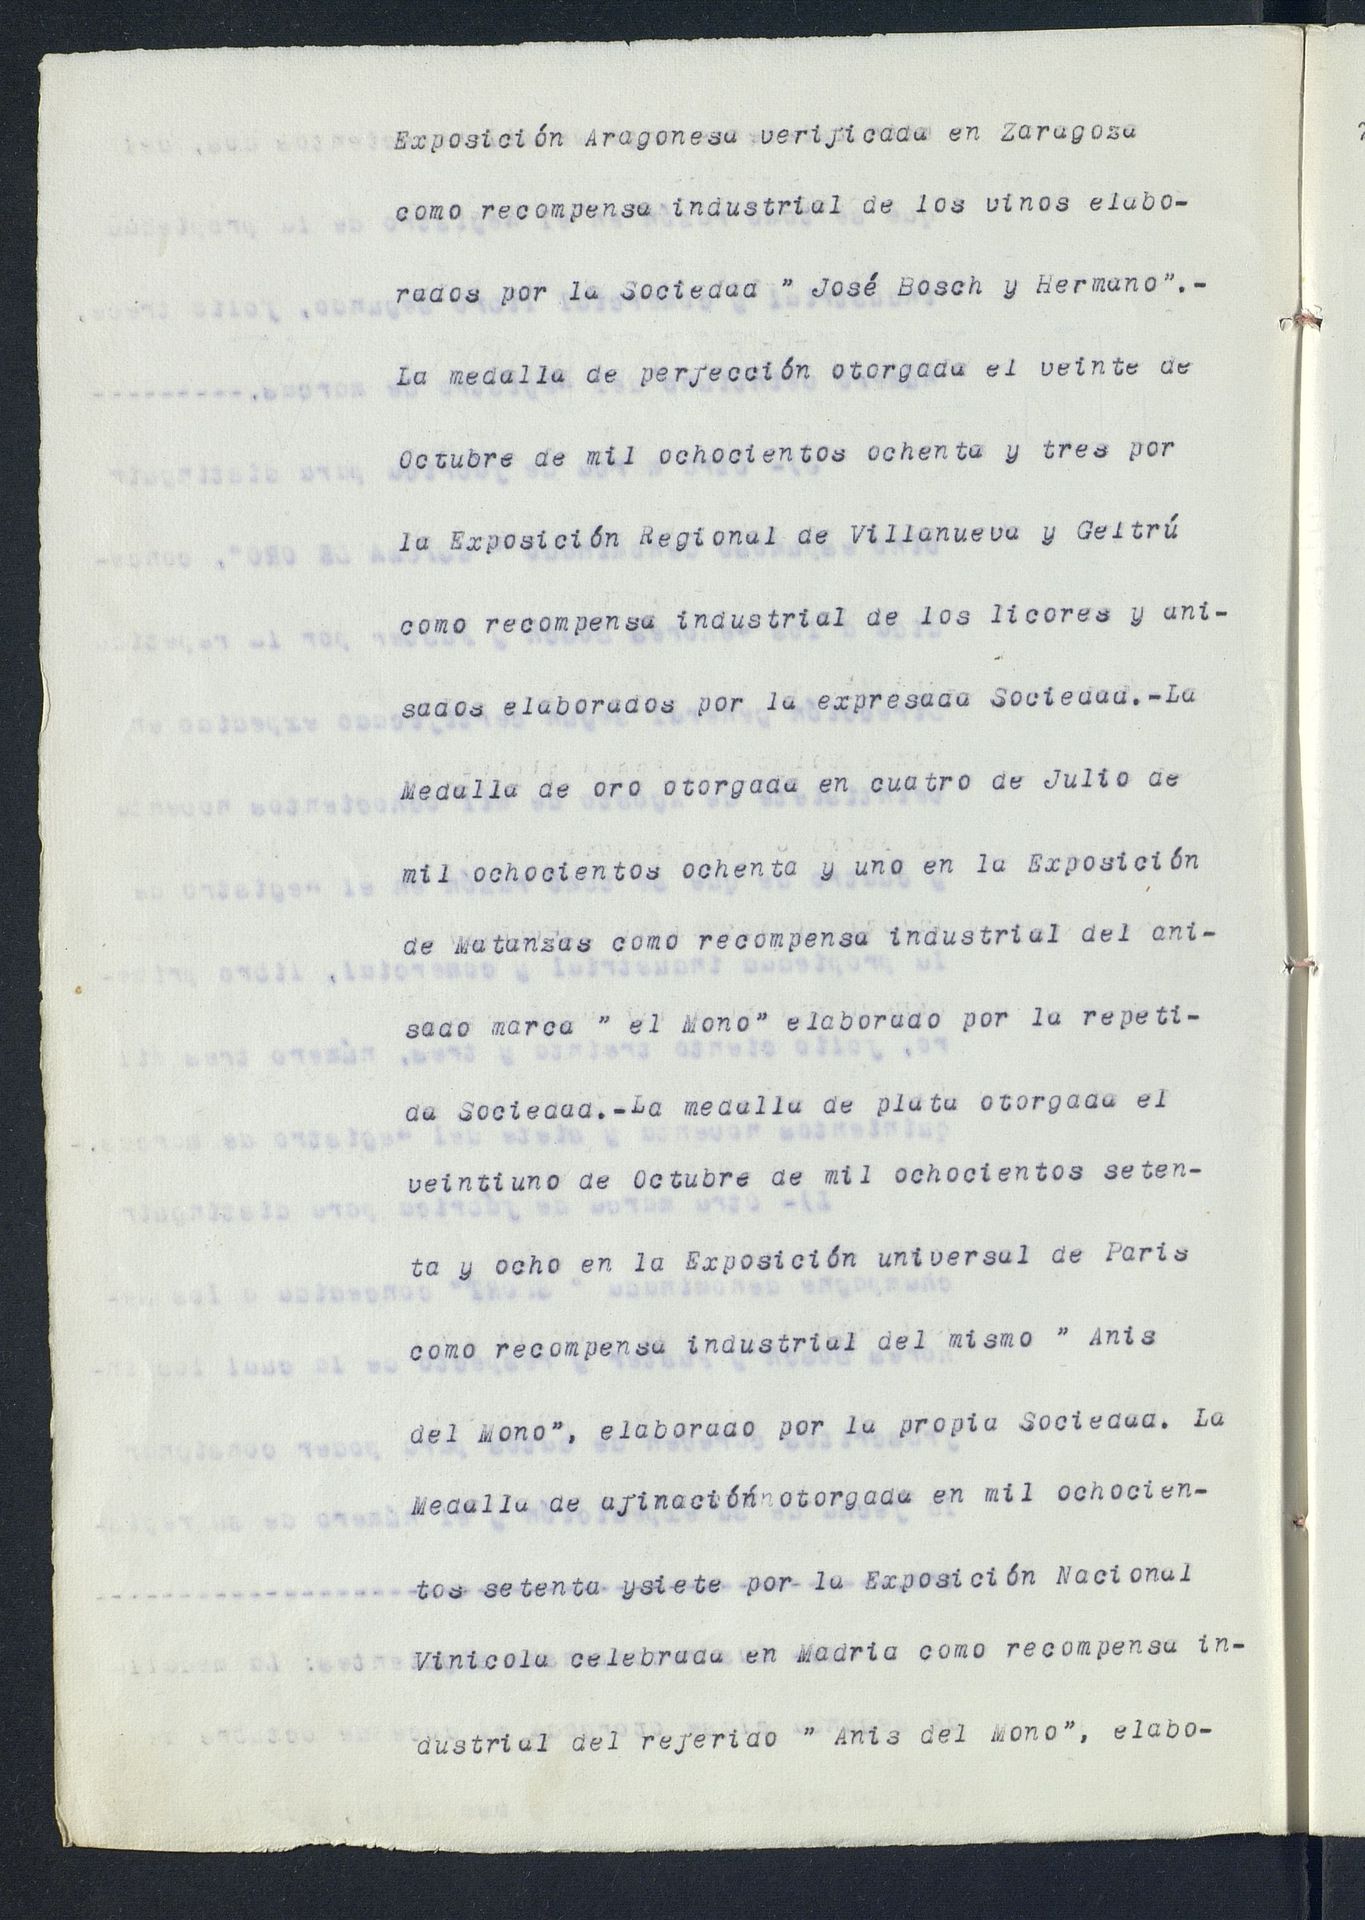 Exposición Aragonesa verificada en Zaragoza
como recompensa industrial de los vinos elabo-
rados por la Sociedad " José Bosch y Hermano".-
La medalla de perfección otorgada el veinte de
Octubre de mil ochocientos ochenta y tres por
la Exposición Regional de Villanueva y Geltrú
como recompensa industrial de los licores y ani-
sados elaborados por la expresada Sociedad.-La
Medalla de oro otorgada en cuatro de Julio de
mil ochocientos ochenta y uno en la Exposición
de Matanzas como recompensa industrial del ani-
sado marca " el Mono" elaborado por la repeti-
da Sociedad.-La medalla de plata otorgada el
veintiuno de Octubre de mil ochocientos seten-
ta y ocho en la Exposición universal de Paris
como recompensa industrial del mismo " Anis
del Mono", elaborado por la propia Sociedad. La
Medalla de afinaciónnotorgada en mil ochocien-
tos setenta ysiete por la Exposición Nacional
Vinicola celebrada en Madrid como recompensa in-
dustrial del referido " Anis del Mono", elabo-